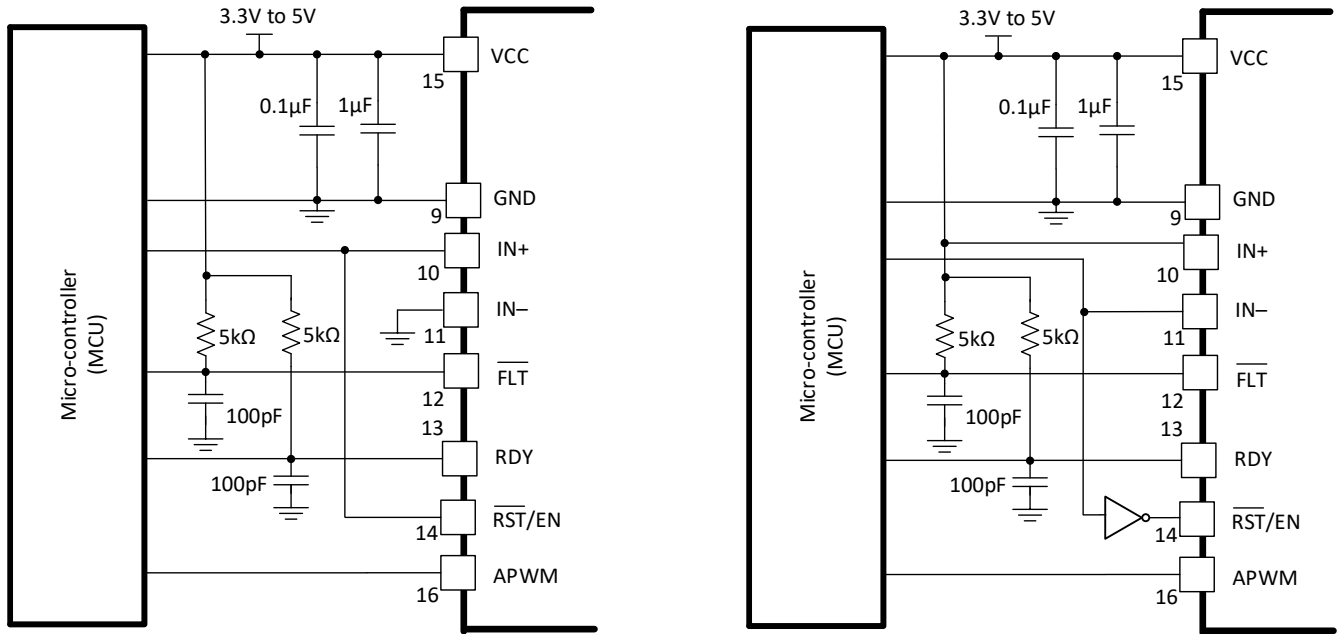 3.3V to 5V
VCC
15
0.1µF
1µF
GND
9
IN+
10
IN–
11
5kΩ
5kΩ
FLT
12
100pF
13
RDY
100pF
RST/EN
14
APWM
16
Micro-controller
(MCU)
3.3V to 5V
VCC
15
0.1µF
1µF
GND
9
IN+
10
IN–
11
5kΩ
5kΩ
FLT
12
100pF
13
RDY
100pF
RST/EN
14
APWM
16
Micro-controller
(MCU)